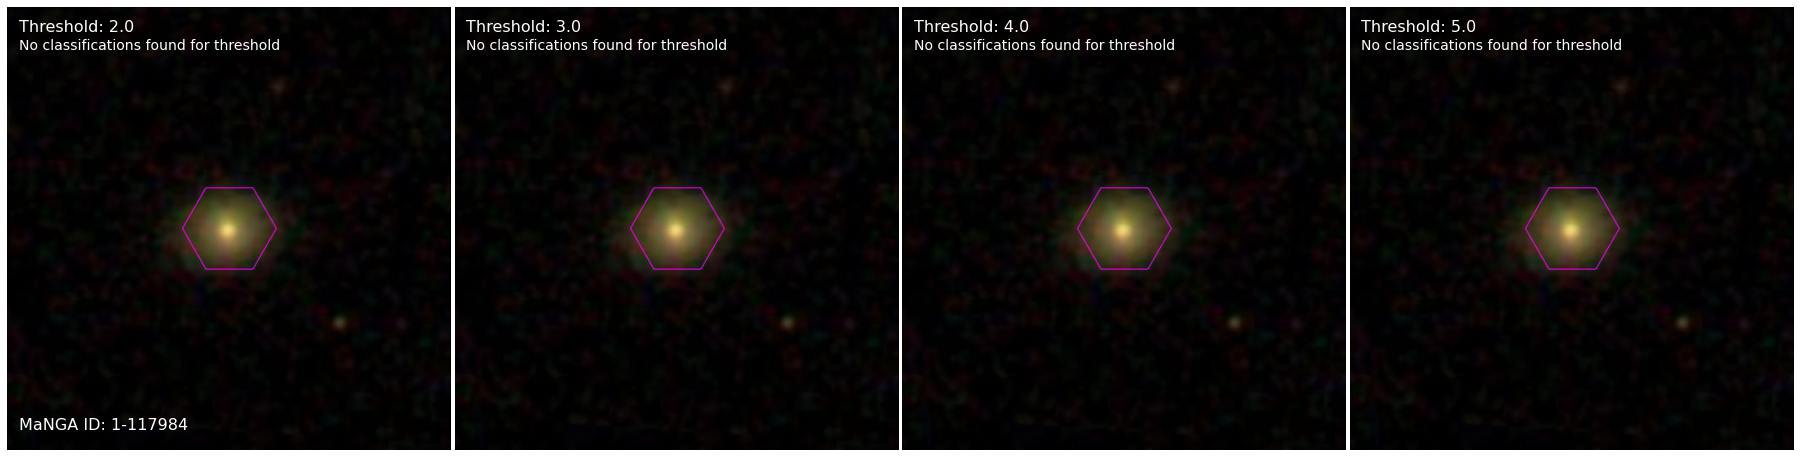 Threshold: 2.0
No classifications found for threshold
MaNGA ID: 1-117984
Threshold: 3.0
No classifications found for threshold
Threshold: 4.0
No classifications found for threshold
Threshold: 5.0
No classifications found for threshold